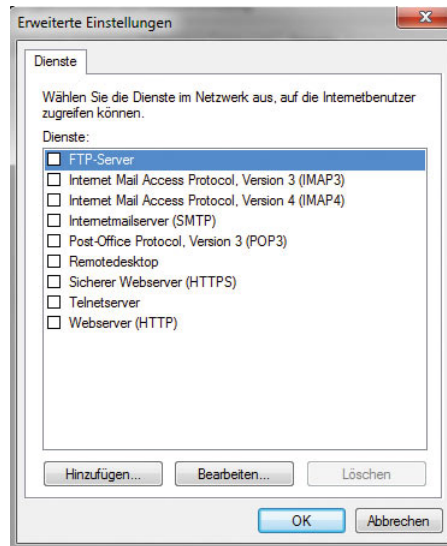 Erweiterte Einstellungen
Dienste
Wählen Sie die Dienste im Netzwerk aus, auf die Internetbenutzer
zugreifen können.
Dienste:
FTP-Server
Internet Mail Access Protocol, Version 3 (IMAP3)
Internet Mail Access Protocol, Version 4 (IMAP4)
Internetmailserver (SMTP)
Post-Office Protocol, Version 3 (POP3)
Remotedesktop
Sicherer Webserver (HTTPS)
Telnetserver
Webserver (HTTP)
Hinzufügen... Bearbeiten... Löschen
OK Abbrechen